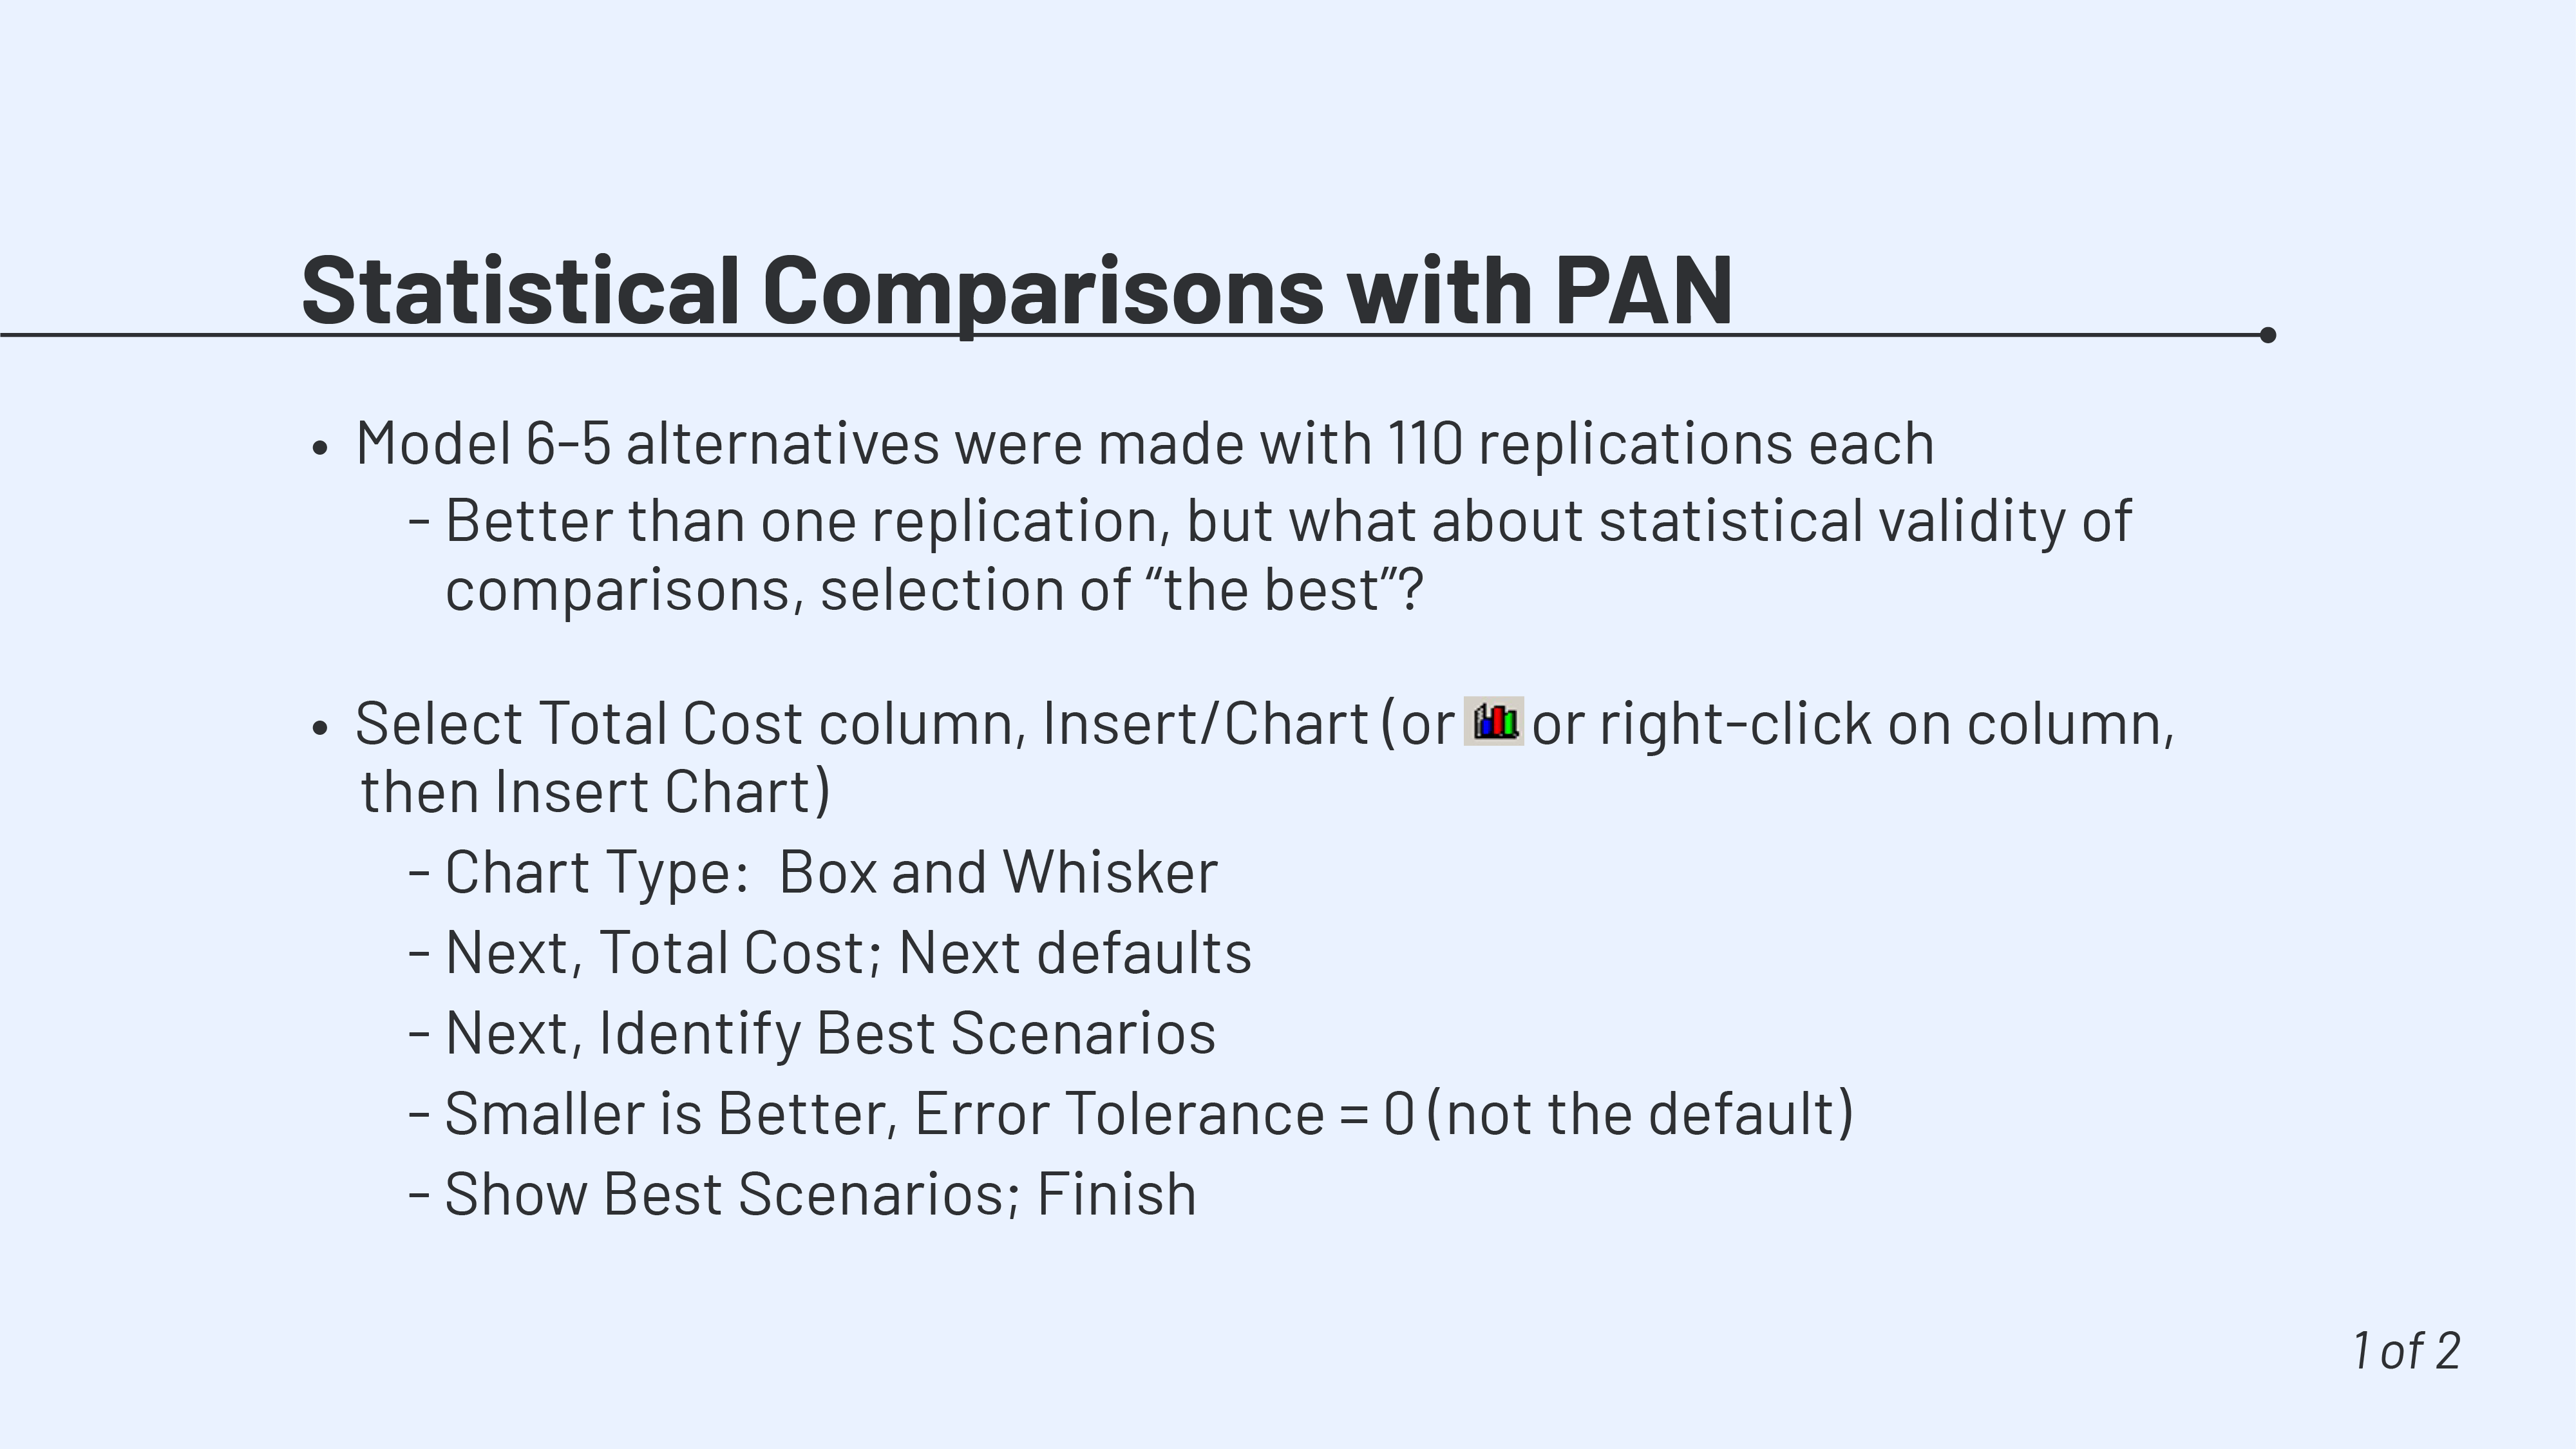 Statistical Comparisons with PAN
• Model 6-5 alternatives were made with 110 replications each
- Better than one replication, but what about statistical validity of
comparisons, selection of “the best”?
• Select Total Cost column, Insert/Chart (or or right-click on column,
then Insert Chart)
- Chart Type:  Box and Whisker
- Next, Total Cost; Next defaults
- Next, Identify Best Scenarios
- Smaller is Better, Error Tolerance = 0 (not the default)
- Show Best Scenarios; Finish
1 of 2